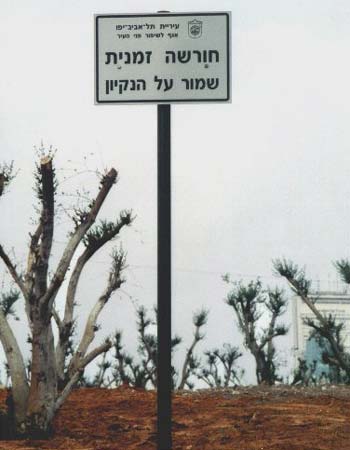 עיריית תל-אביב-יפו
אגף לשיפור פני העיר
חורשה זמנית
שמור על הנקיון